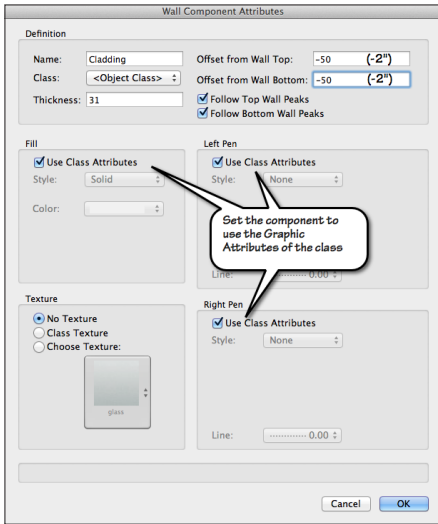 Wall Component Attributes
Definition
Name: Cladding
Offset from Wall Top: -50 (-2")
Class: <Object Class>
Offset from Wall Bottom: -50 (-2")
Thickness: 31
Follow Top Wall Peaks
Follow Bottom Wall Peaks
Fill
Use Class Attributes
Style: Solid
Color:
Left Pen
Use Class Attributes
Style: None
Set the component to
use the Graphic
Attributes of the class
Line: 0.00
Texture
No Texture
Class Texture
Choose Texture:
glass
Right Pen
Use Class Attributes
Style: None
Line: 0.00
Cancel
OK